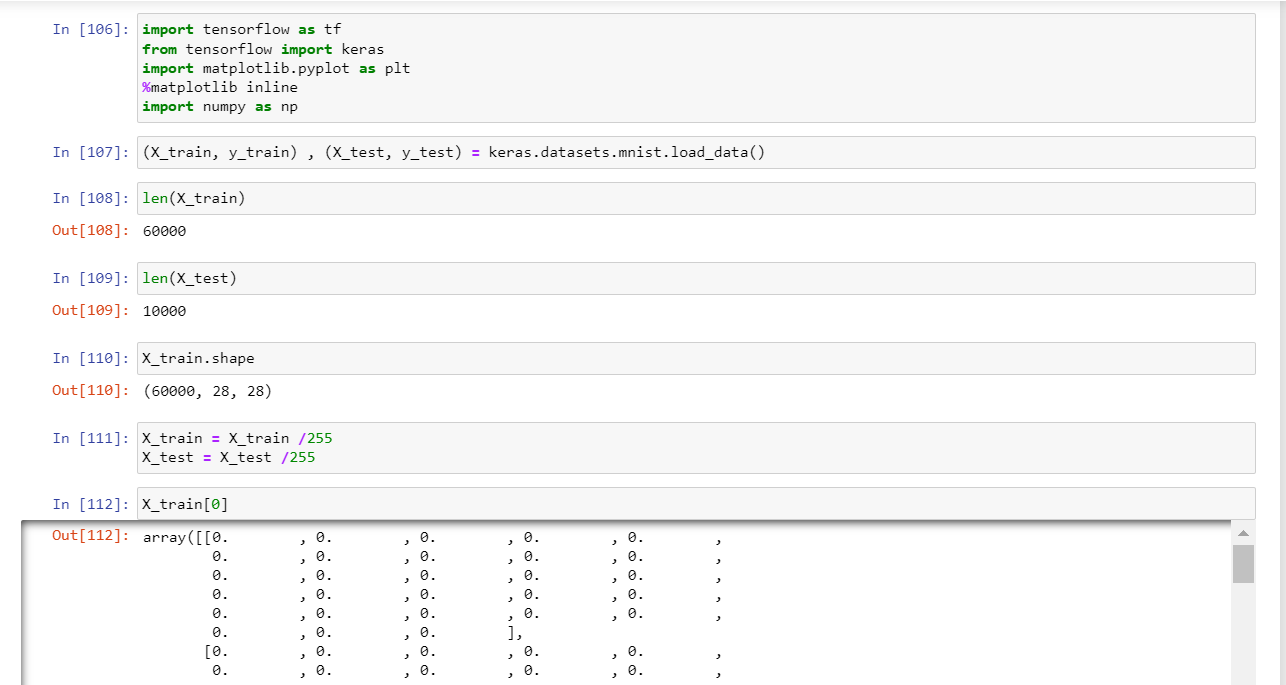 In [106]: import tensorflow as tf
from tensorflow import keras
import matplotlib.pyplot as plt
%matplotlib inline
import numpy as np
In [107]: (X_train, y_train) , (X_test, y_test) = keras.datasets.mnist.load_data()
In [108]: len(X_train)
Out[108]: 60000
In [109]: len(X_test)
Out[109]: 10000
In [110]: X_train.shape
Out[110]: (60000, 28, 28)
In [111]: X_train = X_train /255
X_test = X_test /255
In [112]: X_train[0]
Out[112]: array([[0.        , 0.        , 0.        , 0.        , 0.        ,
        0.        , 0.        , 0.        , 0.        , 0.        ,
        0.        , 0.        , 0.        , 0.        , 0.        ,
        0.        , 0.        , 0.        , 0.        , 0.        ,
        0.        , 0.        , 0.        , 0.        , 0.        ,
        0.        , 0.        , 0.        ],
       [0.        , 0.        , 0.        , 0.        , 0.        ,
        0.        , 0.        , 0.        , 0.        , 0.        ,